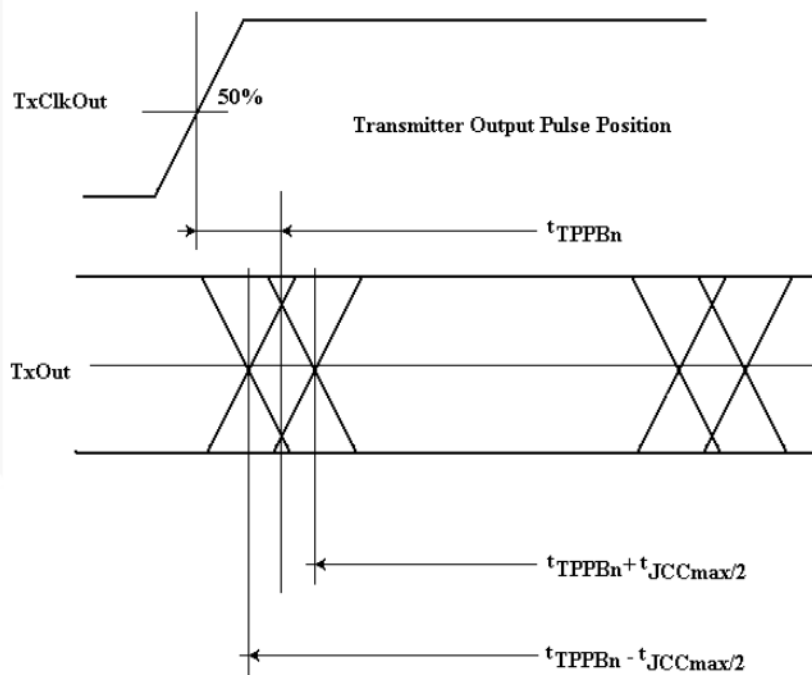 TxClkOut
50%
Transmitter Output Pulse Position
tTPPBn
TxOut
tTPPBn+tJCCmax/2
tTPPBn - tJCCmax/2